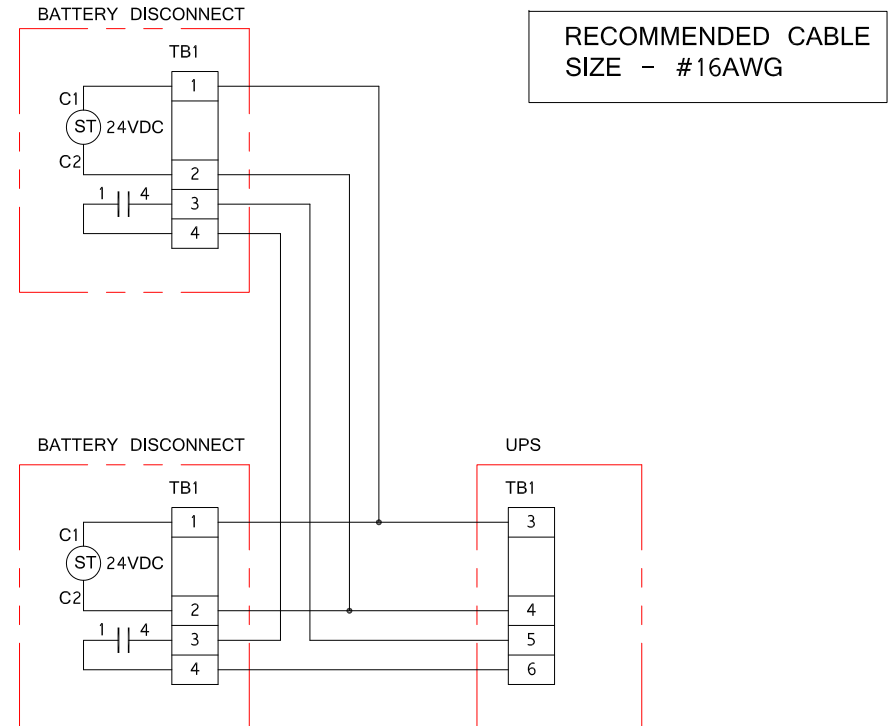 BATTERY DISCONNECT
RECOMMENDED CABLE
SIZE - #16AWG
TB1
C1
1
ST 24VDC
C2
2
1 4
3
4
BATTERY DISCONNECT
UPS
TB1
TB1
C1
1
3
ST 24VDC
C2
2
4
1 4
3
5
4
6